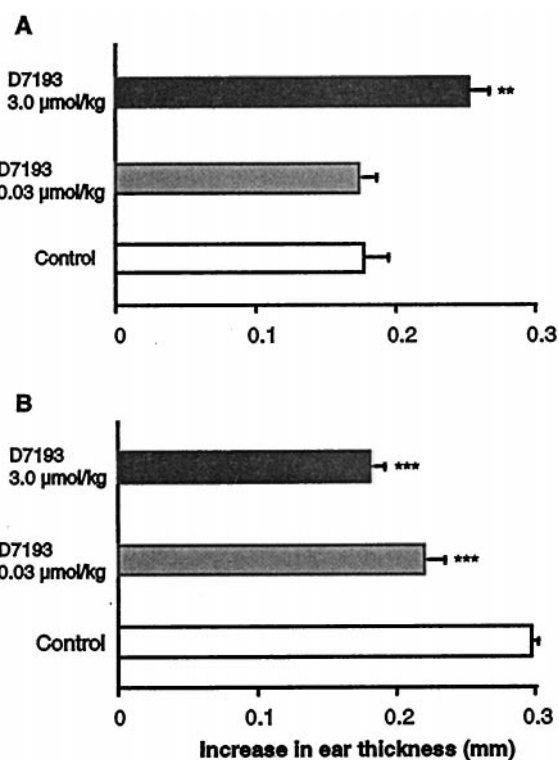 A
D7193
3.0 μmol/kg
**
D7193
0.03 μmol/kg
Control
0 0.1 0.2 0.3
B
D7193
3.0 μmol/kg
***
D7193
0.03 μmol/kg
***
Control
0 0.1 0.2 0.3
Increase in ear thickness (mm)